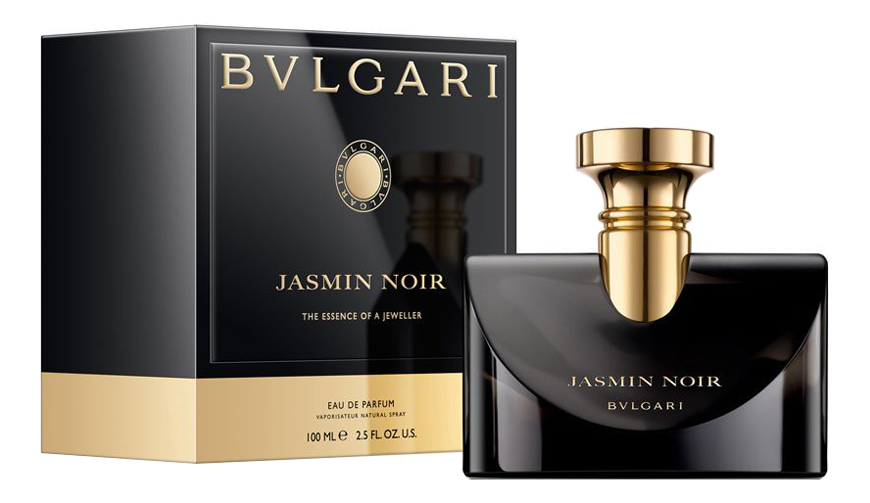 BVLGARI
BVLGARI · BVLGARI ·
JASMIN NOIR
THE ESSENCE OF A JEWELLER
EAU DE PARFUM
VAPORISATEUR NATURAL SPRAY
100 ML ℮ 2.5 FL. OZ. U.S.
JASMIN NOIR
BVLGARI